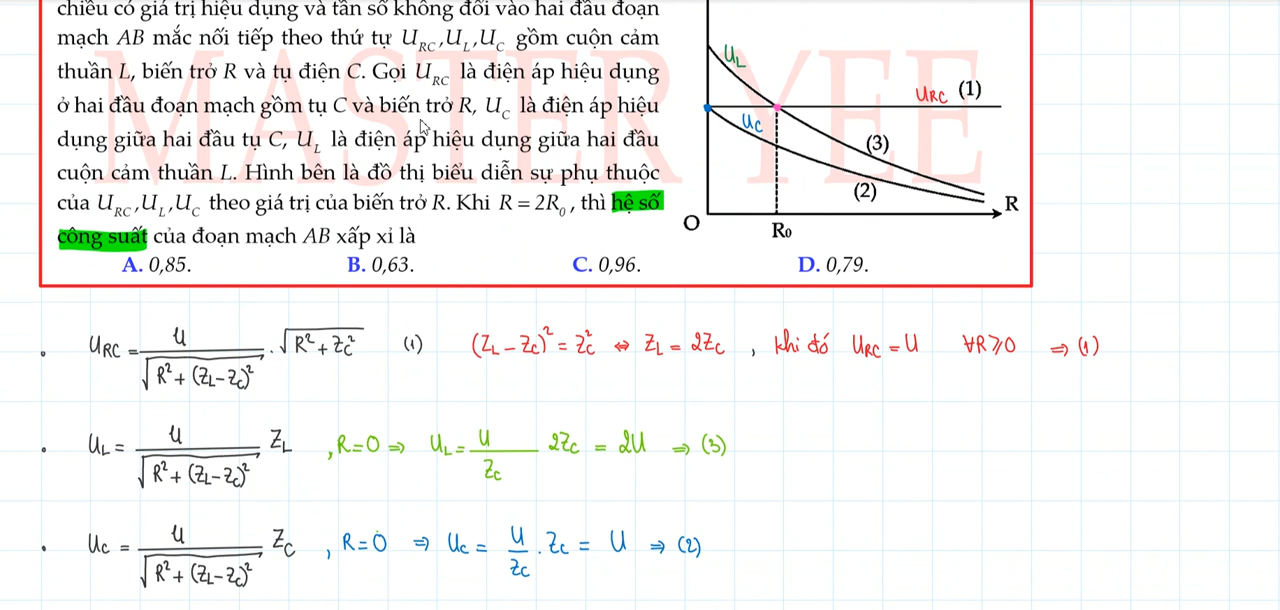 chiều có giá trị hiệu dụng và tần số không đổi vào hai đầu đoạn
mạch AB mắc nối tiếp theo thứ tự U_RC, U_L, U_C gồm cuộn cảm
thuần L, biến trở R và tụ điện C. Gọi U_RC là điện áp hiệu dụng
ở hai đầu đoạn mạch gồm tụ C và biến trở R, U_C là điện áp hiệu
dụng giữa hai đầu tụ C, U_L là điện áp hiệu dụng giữa hai đầu
cuộn cảm thuần L. Hình bên là đồ thị biểu diễn sự phụ thuộc
của U_RC, U_L, U_C theo giá trị của biến trở R. Khi R = 2R_0, thì hệ số
công suất của đoạn mạch AB xấp xỉ là
A. 0,85. B. 0,63. C. 0,96. D. 0,79.
MASTER YEE
U_L
U_RC (1)
U_C
(3)
(2)
O R_0 R
• U_RC = U/√(R² + (Z_L - Z_C)²) . √(R² + Z_C²) (1) (Z_L - Z_C)² = Z_C² ⇔ Z_L = 2Z_C , khi đó U_RC = U ∀R ⩾ 0 ⇒ (1)
• U_L = U/√(R² + (Z_L - Z_C)²) Z_L , R=0 ⇒ U_L = U/Z_C 2Z_C = 2U ⇒ (3)
• U_C = U/√(R² + (Z_L - Z_C)²) Z_C , R=0 ⇒ U_C = U/Z_C . Z_C = U ⇒ (2)